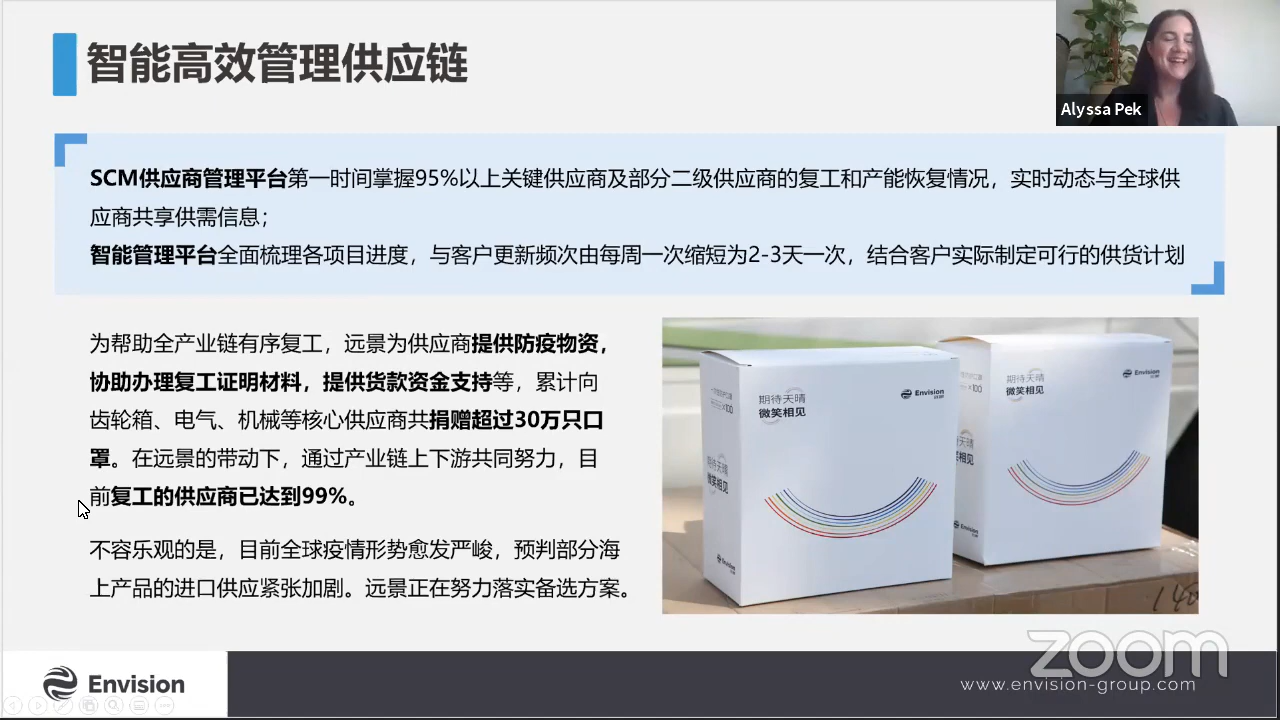 智能高效管理供应链
Alyssa Pek
SCM供应商管理平台第一时间掌握95%以上关键供应商及部分二级供应商的复工和产能恢复情况，实时动态与全球供
应商共享供需信息；
智能管理平台全面梳理各项目进度，与客户更新频次由每周一次缩短为2-3天一次，结合客户实际制定可行的供货计划
为帮助全产业链有序复工，远景为供应商提供防疫物资，
协助办理复工证明材料，提供货款资金支持等，累计向
齿轮箱、电气、机械等核心供应商共捐赠超过30万只口
罩。在远景的带动下，通过产业链上下游共同努力，目
前复工的供应商已达到99%。
不容乐观的是，目前全球疫情形势愈发严峻，预判部分海
上产品的进口供应紧张加剧。远景正在努力落实备选方案。
期待天晴
微笑相见
Envision
期待天晴
微笑相见
Envision
×100
期待天晴
微笑相见
140
zoom
Envision
www.envision-group.com